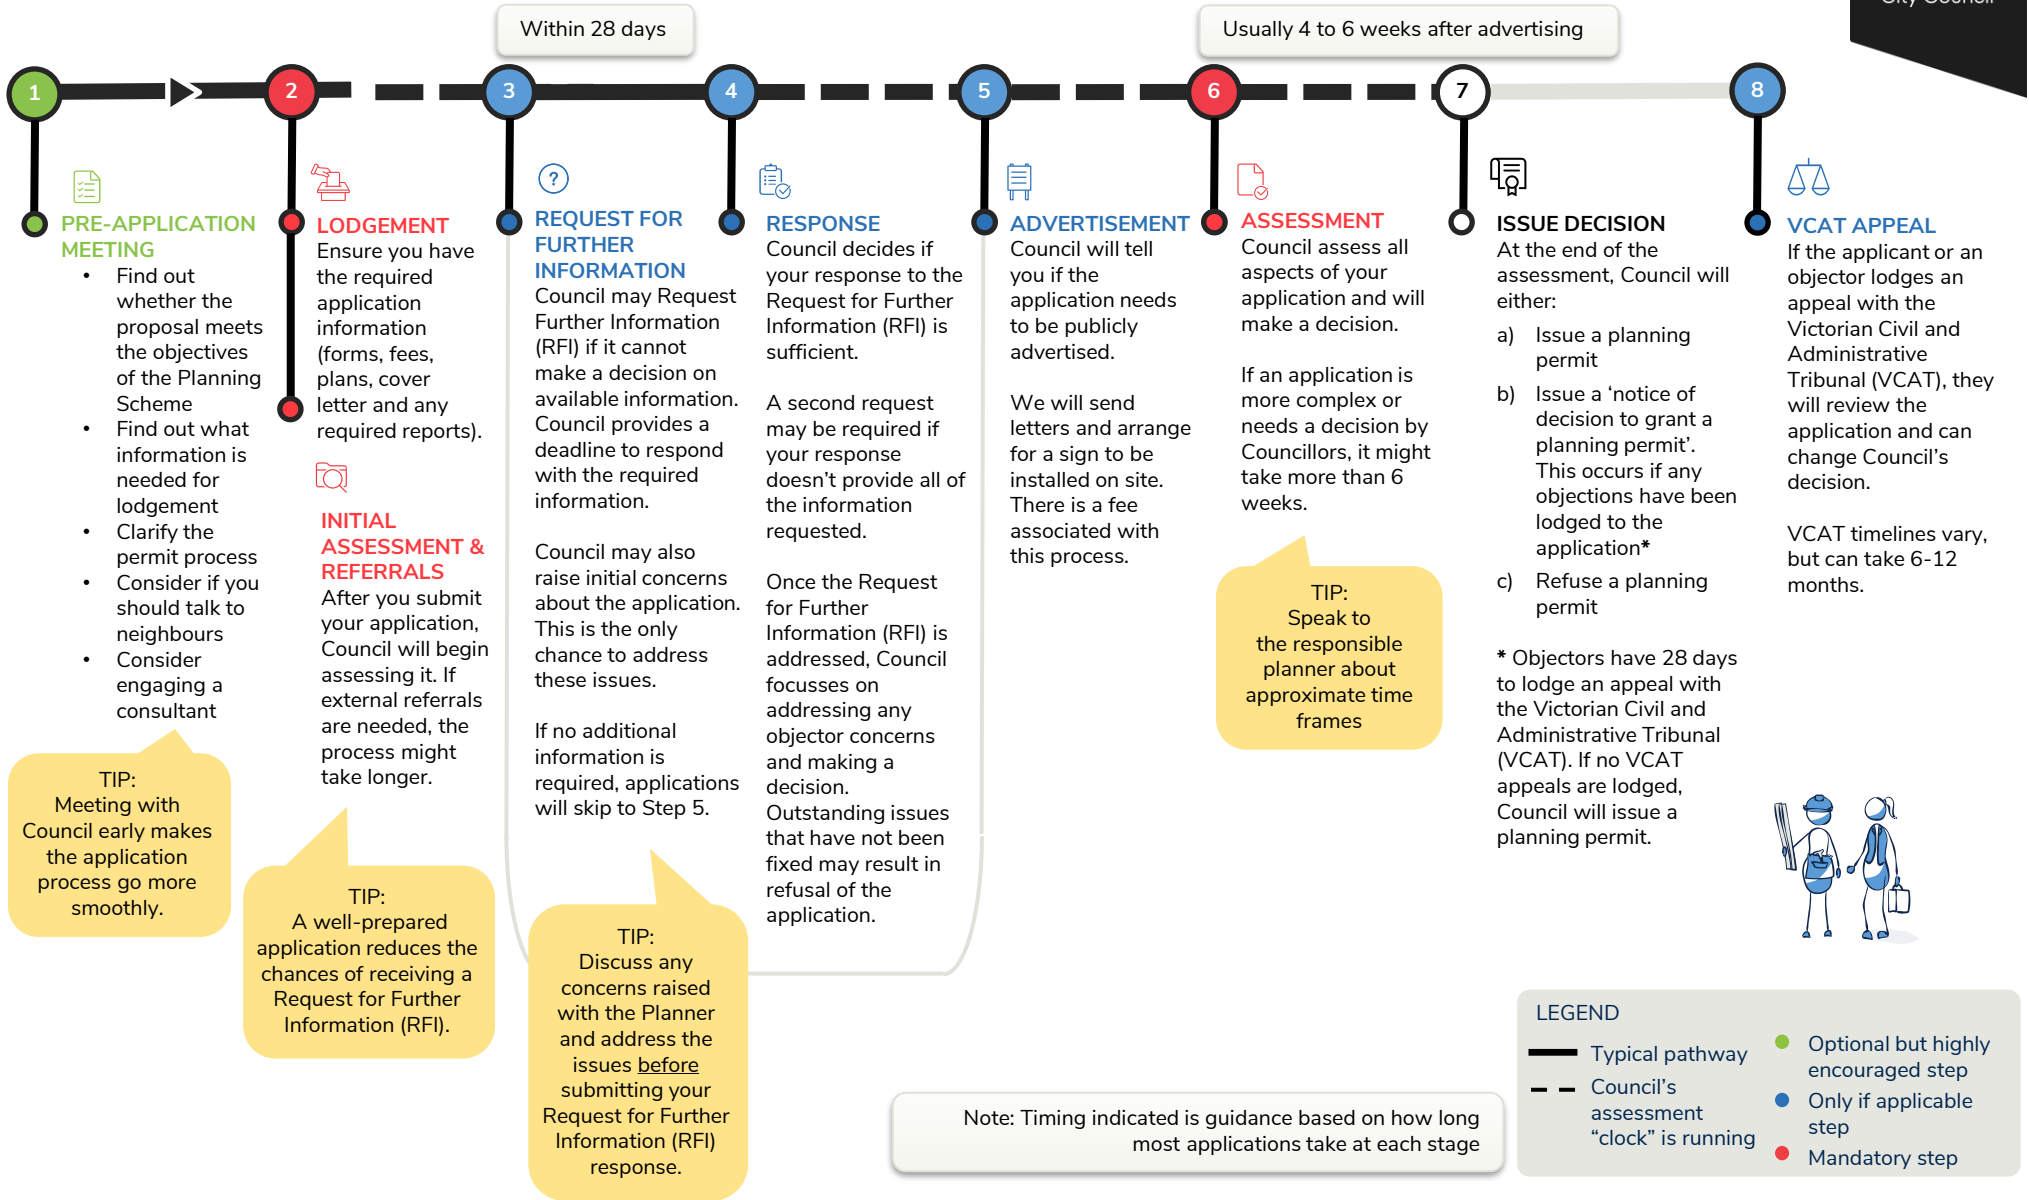 City Council
Within 28 days
Usually 4 to 6 weeks after advertising
1
2
3
4
5
6
7
8
PRE-APPLICATION
MEETING
• Find out
whether the
proposal meets
the objectives
of the Planning
Scheme
• Find out what
information is
needed for
lodgement
• Clarify the
permit process
• Consider if you
should talk to
neighbours
• Consider
engaging a
consultant
TIP:
Meeting with
Council early makes
the application
process go more
smoothly.
LODGEMENT
Ensure you have
the required
application
information
(forms, fees,
plans, cover
letter and any
required reports).
INITIAL
ASSESSMENT &
REFERRALS
After you submit
your application,
Council will begin
assessing it. If
external referrals
are needed, the
process might
take longer.
TIP:
A well-prepared
application reduces the
chances of receiving a
Request for Further
Information (RFI).
?
REQUEST FOR
FURTHER
INFORMATION
Council may Request
Further Information
(RFI) if it cannot
make a decision on
available information.
Council provides a
deadline to respond
with the required
information.
Council may also
raise initial concerns
about the application.
This is the only
chance to address
these issues.
If no additional
information is
required, applications
will skip to Step 5.
TIP:
Discuss any
concerns raised
with the Planner
and address the
issues before
submitting your
Request for Further
Information (RFI)
response.
RESPONSE
Council decides if
your response to the
Request for Further
Information (RFI) is
sufficient.
A second request
may be required if
your response
doesn't provide all of
the information
requested.
Once the Request
for Further
Information (RFI) is
addressed, Council
focusses on
addressing any
objector concerns
and making a
decision.
Outstanding issues
that have not been
fixed may result in
refusal of the
application.
ADVERTISEMENT
Council will tell
you if the
application needs
to be publicly
advertised.
We will send
letters and arrange
for a sign to be
installed on site.
There is a fee
associated with
this process.
ASSESSMENT
Council assess all
aspects of your
application and will
make a decision.
If an application is
more complex or
needs a decision by
Councillors, it might
take more than 6
weeks.
TIP:
Speak to
the responsible
planner about
approximate time
frames
ISSUE DECISION
At the end of the
assessment, Council will
either:
a) Issue a planning
permit
b) Issue a ‘notice of
decision to grant a
planning permit’.
This occurs if any
objections have been
lodged to the
application*
c) Refuse a planning
permit
* Objectors have 28 days
to lodge an appeal with
the Victorian Civil and
Administrative Tribunal
(VCAT). If no VCAT
appeals are lodged,
Council will issue a
planning permit.
VCAT APPEAL
If the applicant or an
objector lodges an
appeal with the
Victorian Civil and
Administrative
Tribunal (VCAT), they
will review the
application and can
change Council's
decision.
VCAT timelines vary,
but can take 6-12
months.
Note: Timing indicated is guidance based on how long
most applications take at each stage
LEGEND
Typical pathway
Council's
assessment
“clock” is running
Optional but highly
encouraged step
Only if applicable
step
Mandatory step